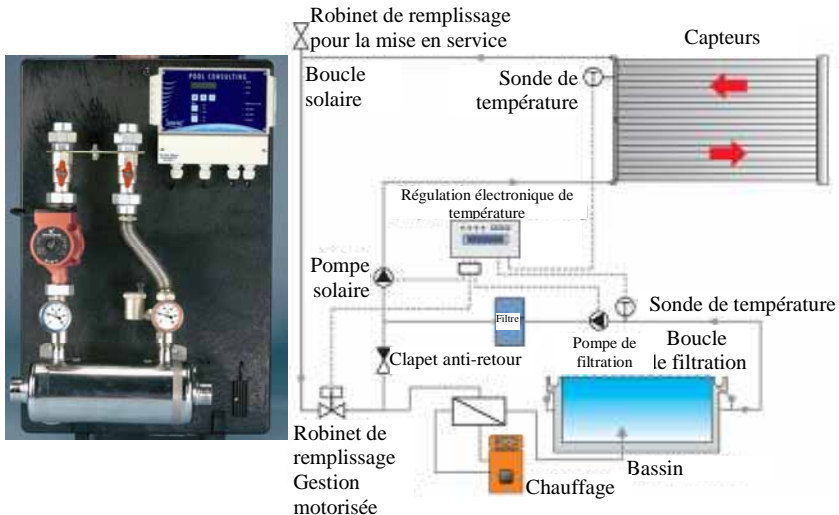 POOL CONSULTING
Robinet de remplissage
pour la mise en service
Boucle
solaire
Capteurs
Sonde de
température
T
Régulation électronique de
température
Pompe
solaire
T
Sonde de température
Filtre
Pompe de
filtration
Boucle
le filtration
Clapet anti-retour
Robinet de
remplissage
Gestion
motorisée
Chauffage
Bassin